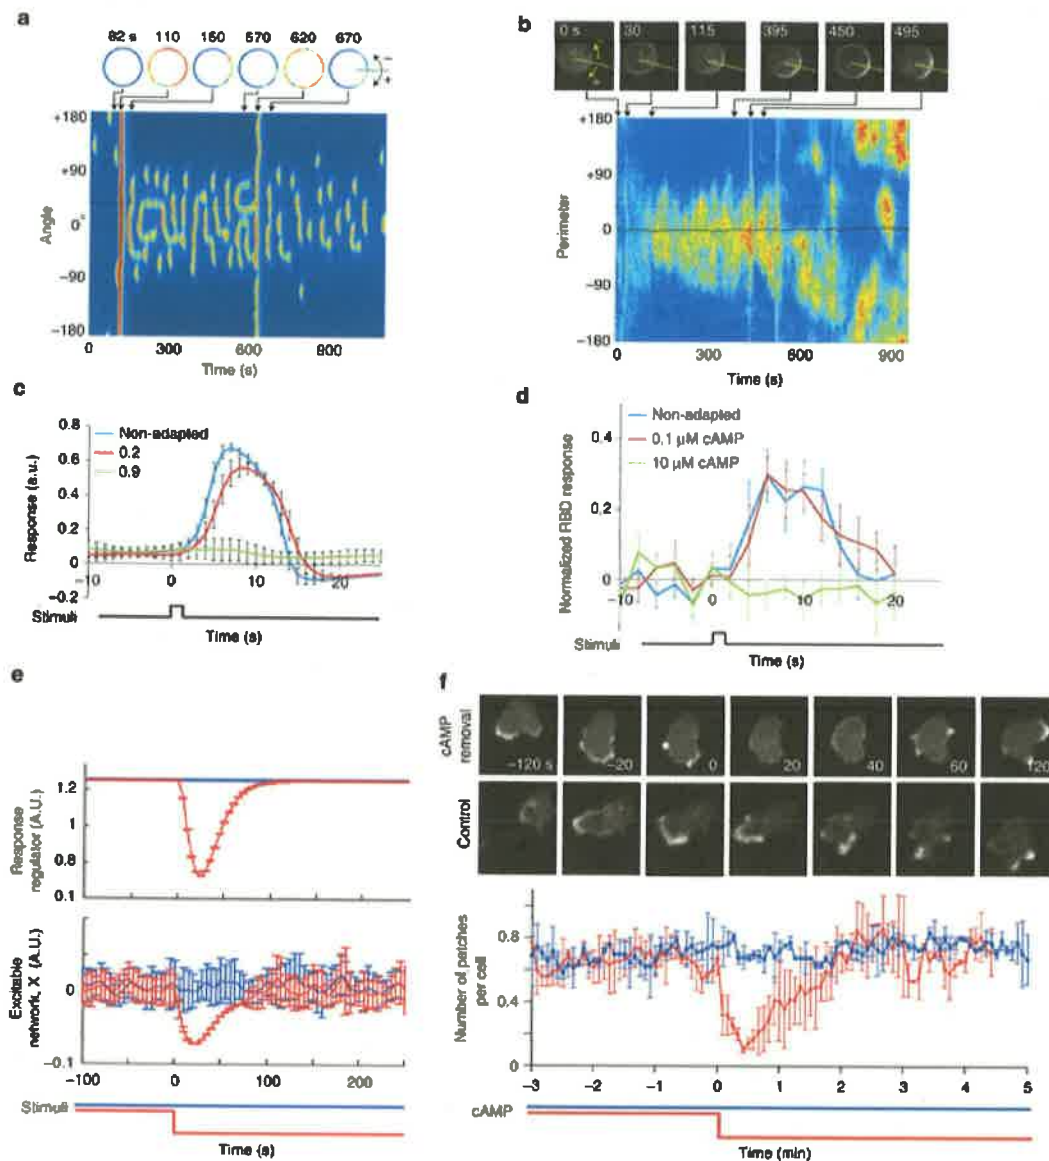 a
82 s 110 150 570 620 670
+180
+90
0°
−90
−180
Angle
0 300 600 900
Time (s)
b
0 s 30 115 395 450 495
+180
+90
0
−90
−180
Perimeter
0 300 600 900
Time (s)
c
0.8
0.6
0.4
0.2
0
−0.2
Response (a.u.)
Non-adapted
0.2
0.9
−10 0 10 20
Stimuli
Time (s)
d
0.4
0.2
0
Normalized RBD response
Non-adapted
0.1 μM cAMP
10 μM cAMP
−10 0 10 20
Stimuli
Time (s)
e
1.2
1
0.8
0.1
Response
regulator (A.U.)
0
−0.1
Excitable
network, X (A.U.)
−100 0 100 200
Stimuli
Time (s)
f
cAMP
removal
−120 s −20 0 20 40 60 120
Control
0.8
0.4
0
Number of patches
per cell
−3 −2 −1 0 1 2 3 4 5
cAMP
Time (min)